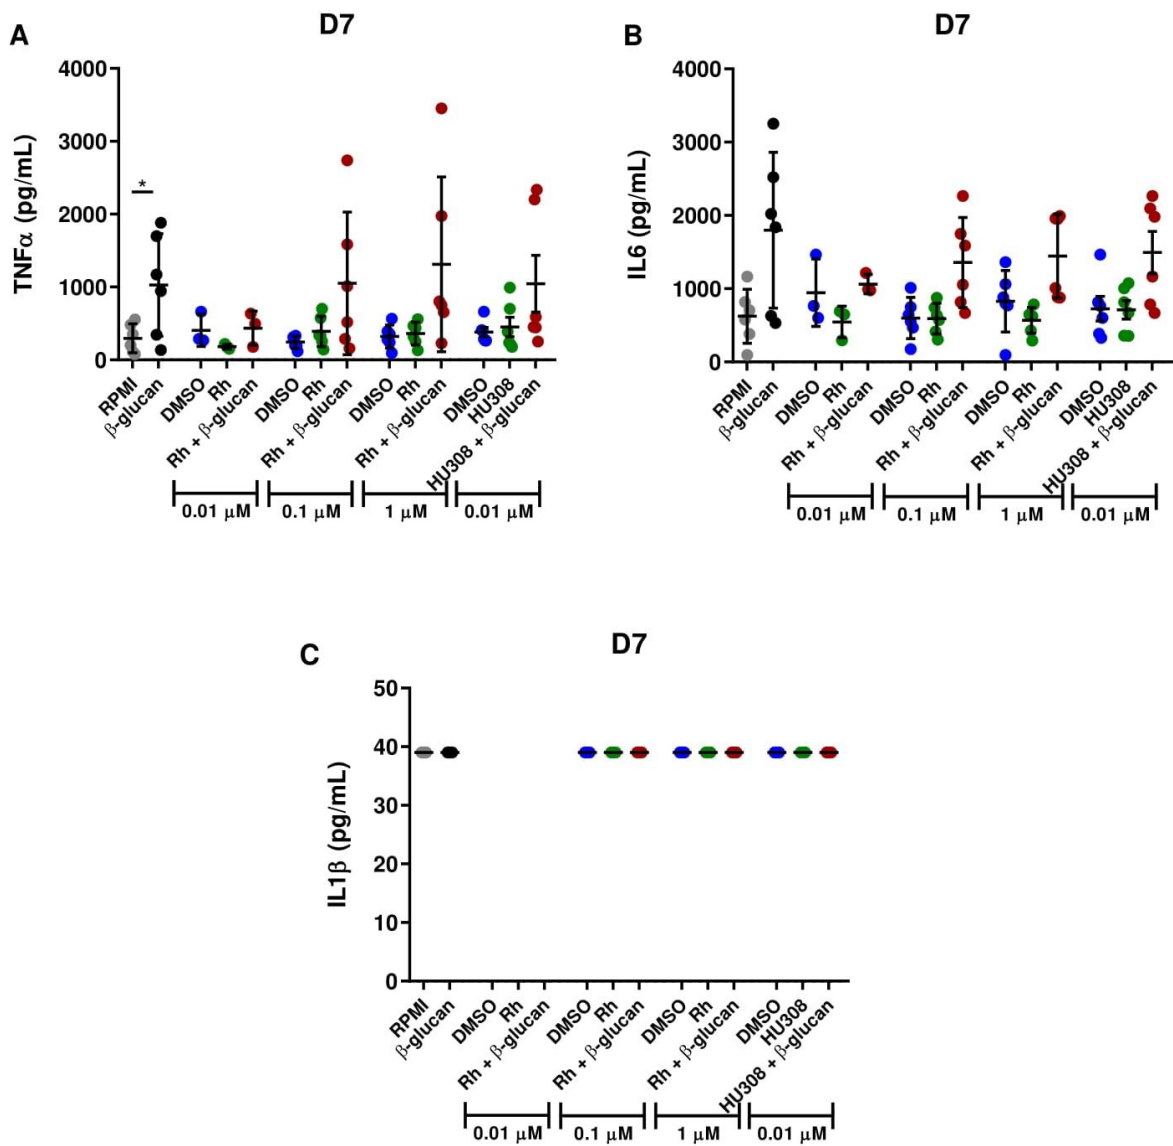 A
D7
TNFα (pg/mL)
4000
3000
2000
1000
0
*
RPMI
β-glucan
DMSO
Rh
Rh + β-glucan
DMSO
Rh
Rh + β-glucan
DMSO
Rh
Rh + β-glucan
DMSO
HU308
HU308 + β-glucan
0.01 μM
0.1 μM
1 μM
0.01 μM
B
D7
IL6 (pg/mL)
4000
3000
2000
1000
0
RPMI
β-glucan
DMSO
Rh
Rh + β-glucan
DMSO
Rh
Rh + β-glucan
DMSO
Rh
Rh + β-glucan
DMSO
HU308
HU308 + β-glucan
0.01 μM
0.1 μM
1 μM
0.01 μM
C
D7
IL1β (pg/mL)
50
40
30
20
10
0
RPMI
β-glucan
DMSO
Rh
Rh + β-glucan
DMSO
Rh
Rh + β-glucan
DMSO
Rh
Rh + β-glucan
DMSO
HU308
HU308 + β-glucan
0.01 μM
0.1 μM
1 μM
0.01 μM